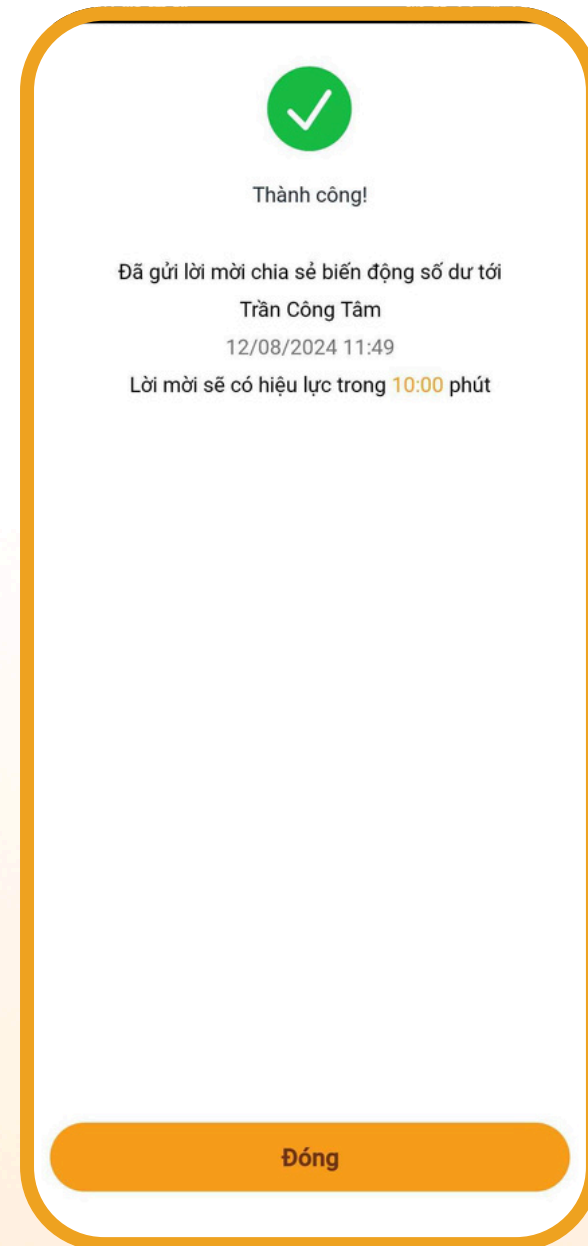 Thành công!
Đã gửi lời mời chia sẻ biến động số dư tới
Trần Công Tâm
12/08/2024 11:49
Lời mời sẽ có hiệu lực trong 10:00 phút
Đóng